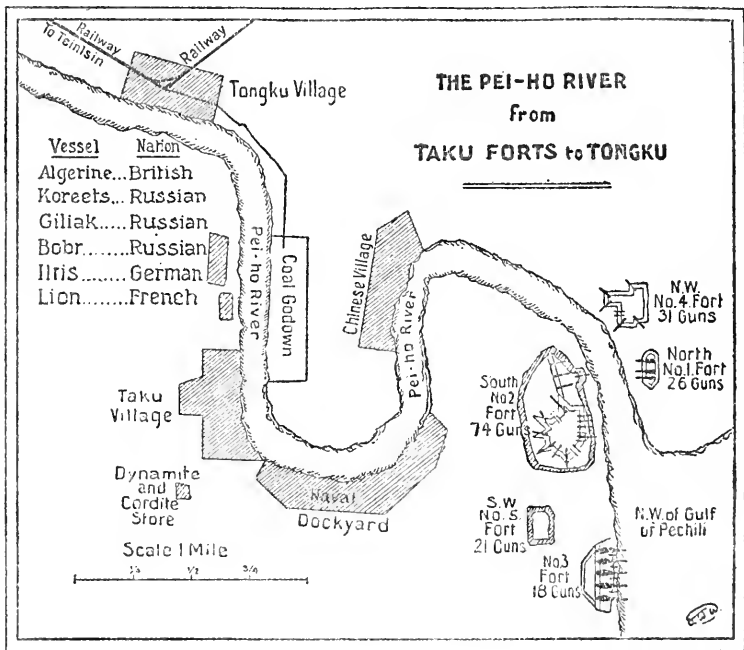 Railway
To Teintsin
Railway
Tongku Village
THE PEI-HO RIVER
from
TAKU FORTS to TONGKU
Vessel Nation
Algerine...British
Koreets...Russian
Giliak......Russian
Bobr........Russian
Iltis........German
Lion........French
Pei-ho River
Coal Godown
Chinese Village
Pei-ho River
N.W.
No.4. Fort
31 Guns
North
No.1. Fort
26 Guns
South
No2
Fort
74 Guns
Taku
Village
Dynamite
and
Cordite
Store
Naval
Dockyard
S.W
No. 5.
Fort
21 Guns
N.W. of Gulf
of Pechili
No.3
Fort
18 Guns
Scale 1 Mile
1/4 1/2 3/4